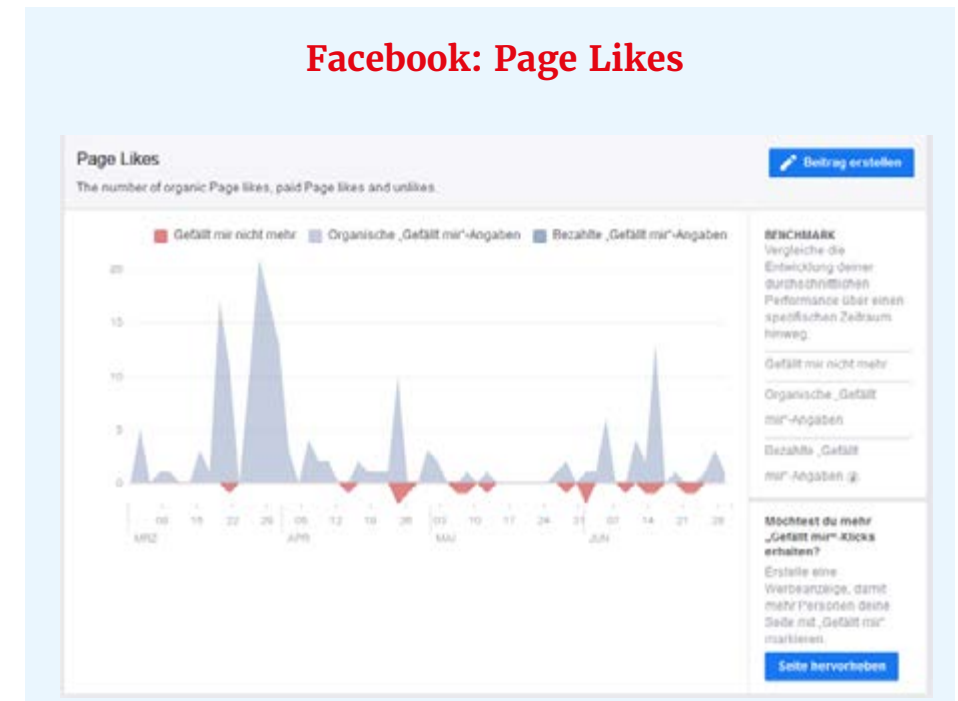 Facebook: Page Likes
Page Likes
The number of organic Page likes, paid Page likes and unlikes.
Beitrag erstellen
Gefällt mir nicht mehr
Organische „Gefällt mir“-Angaben
Bezahlte „Gefällt mir“-Angaben
20
15
10
5
0
08
15
22
29
05
12
19
26
03
10
17
24
31
07
14
21
28
MRZ
APR
MAI
JUN
BENCHMARK
Vergleiche die
Entwicklung deiner
durchschnittlichen
Performance über einen
spezifischen Zeitraum
hinweg.
Gefällt mir nicht mehr
Organische „Gefällt
mir“-Angaben
Bezahlte „Gefällt
mir“-Angaben
Möchtest du mehr
„Gefällt mir“-Klicks
erhalten?
Erstelle eine
Werbeanzeige, damit
mehr Personen deine
Seite mit „Gefällt mir“
markieren.
Seite hervorheben